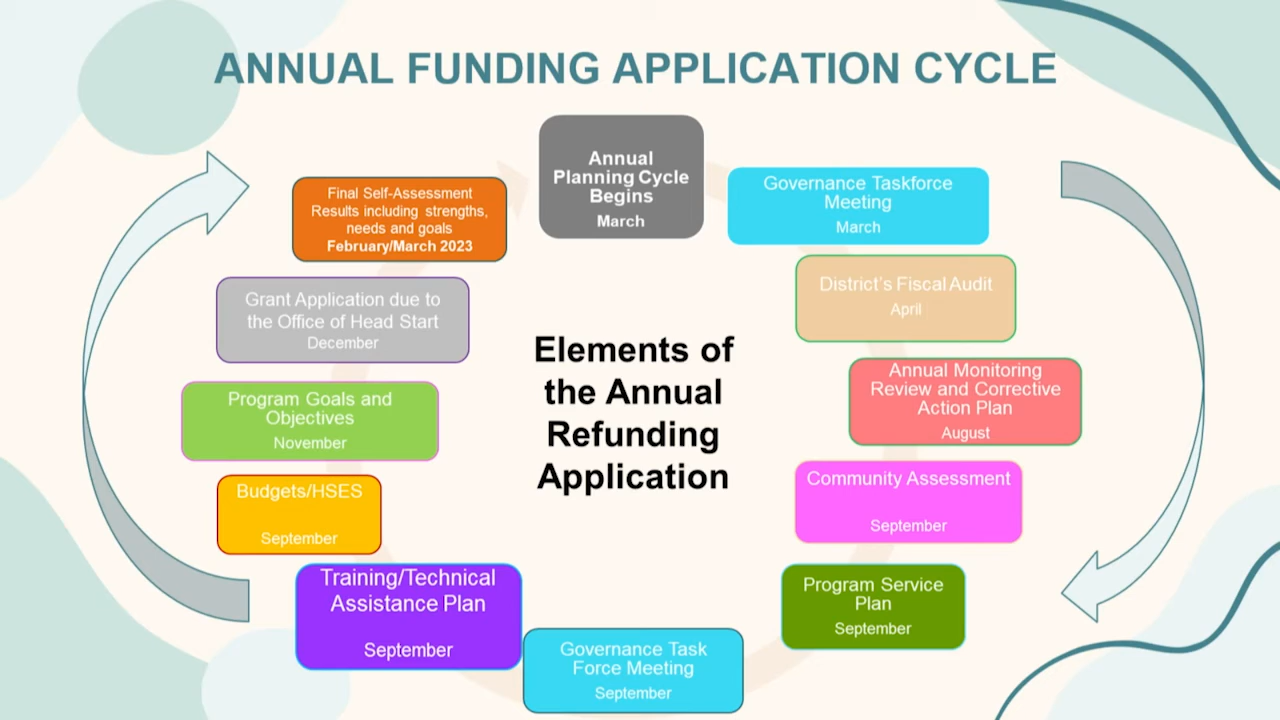 ANNUAL FUNDING APPLICATION CYCLE
Annual
Planning Cycle
Begins
March
Governance Taskforce
Meeting
March
District's Fiscal Audit
April
Annual Monitoring
Review and Corrective
Action Plan
August
Community Assessment
September
Program Service
Plan
September
Governance Task
Force Meeting
September
Training/Technical
Assistance Plan
September
Budgets/HSES
September
Program Goals and
Objectives
November
Grant Application due to
the Office of Head Start
December
Final Self-Assessment
Results including strengths,
needs and goals
February/March 2023
Elements of
the Annual
Refunding
Application